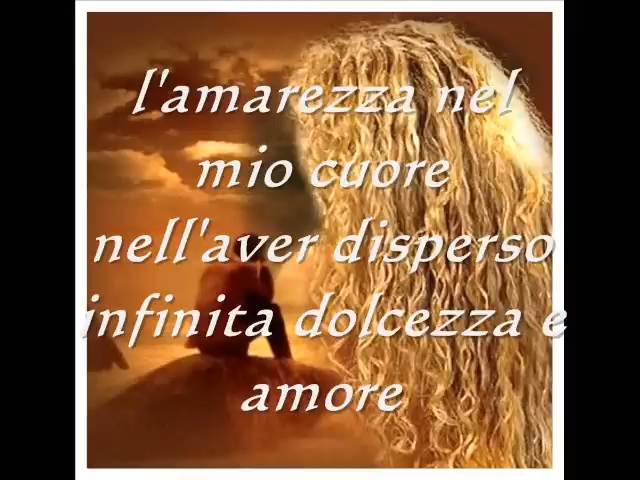 l'amarezza nel
mio cuore
nell'aver disperso
infinita dolcezza e
amore